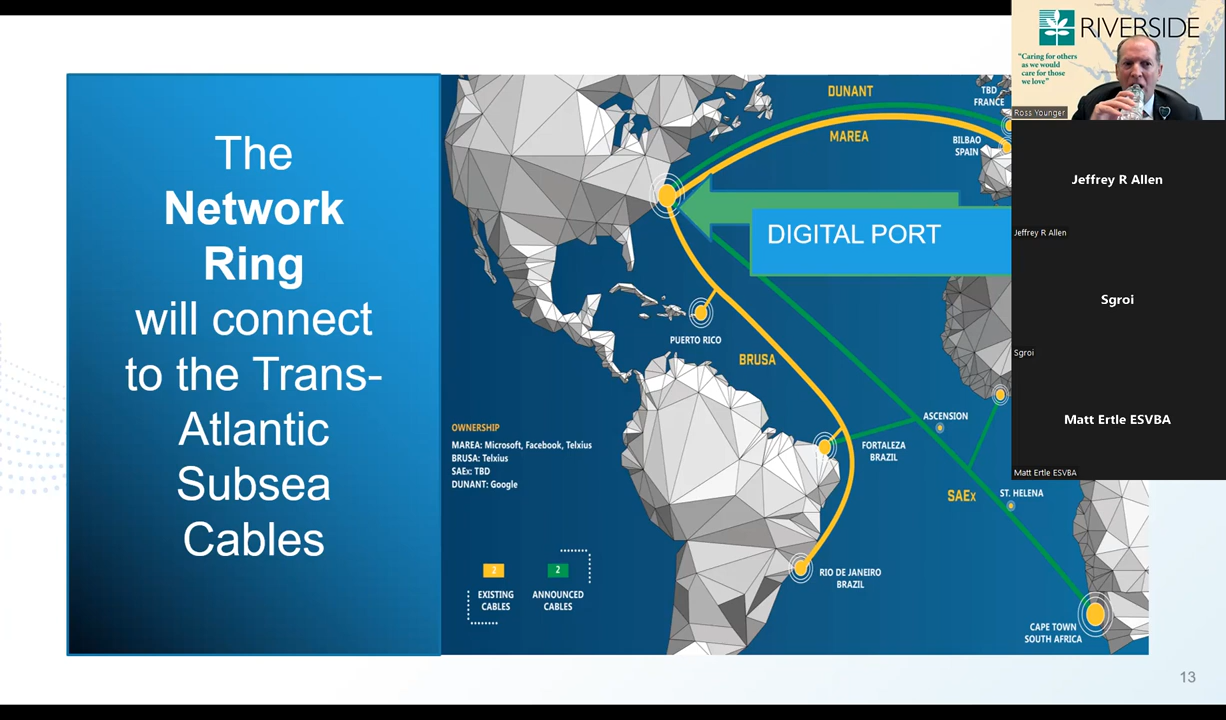 The
Network
Ring
will connect
to the Trans-
Atlantic
Subsea
Cables
DUNANT
MAREA
TBD
FRANCE
BILBAO
SPAIN
DIGITAL PORT
PUERTO RICO
BRUSA
ASCENSION
FORTALEZA
BRAZIL
SAEx
ST. HELENA
RIO DE JANEIRO
BRAZIL
CAPE TOWN
SOUTH AFRICA
OWNERSHIP
MAREA: Microsoft, Facebook, Telxius
BRUSA: Telxius
SAEx: TBD
DUNANT: Google
2
EXISTING
CABLES
2
ANNOUNCED
CABLES
13
RIVERSIDE
"Caring for others
as we would
care for those
we love"
Ross Younger
Jeffrey R Allen
Jeffrey R Allen
Sgroi
Sgroi
Matt Ertle ESVBA
Matt Ertle ESVBA